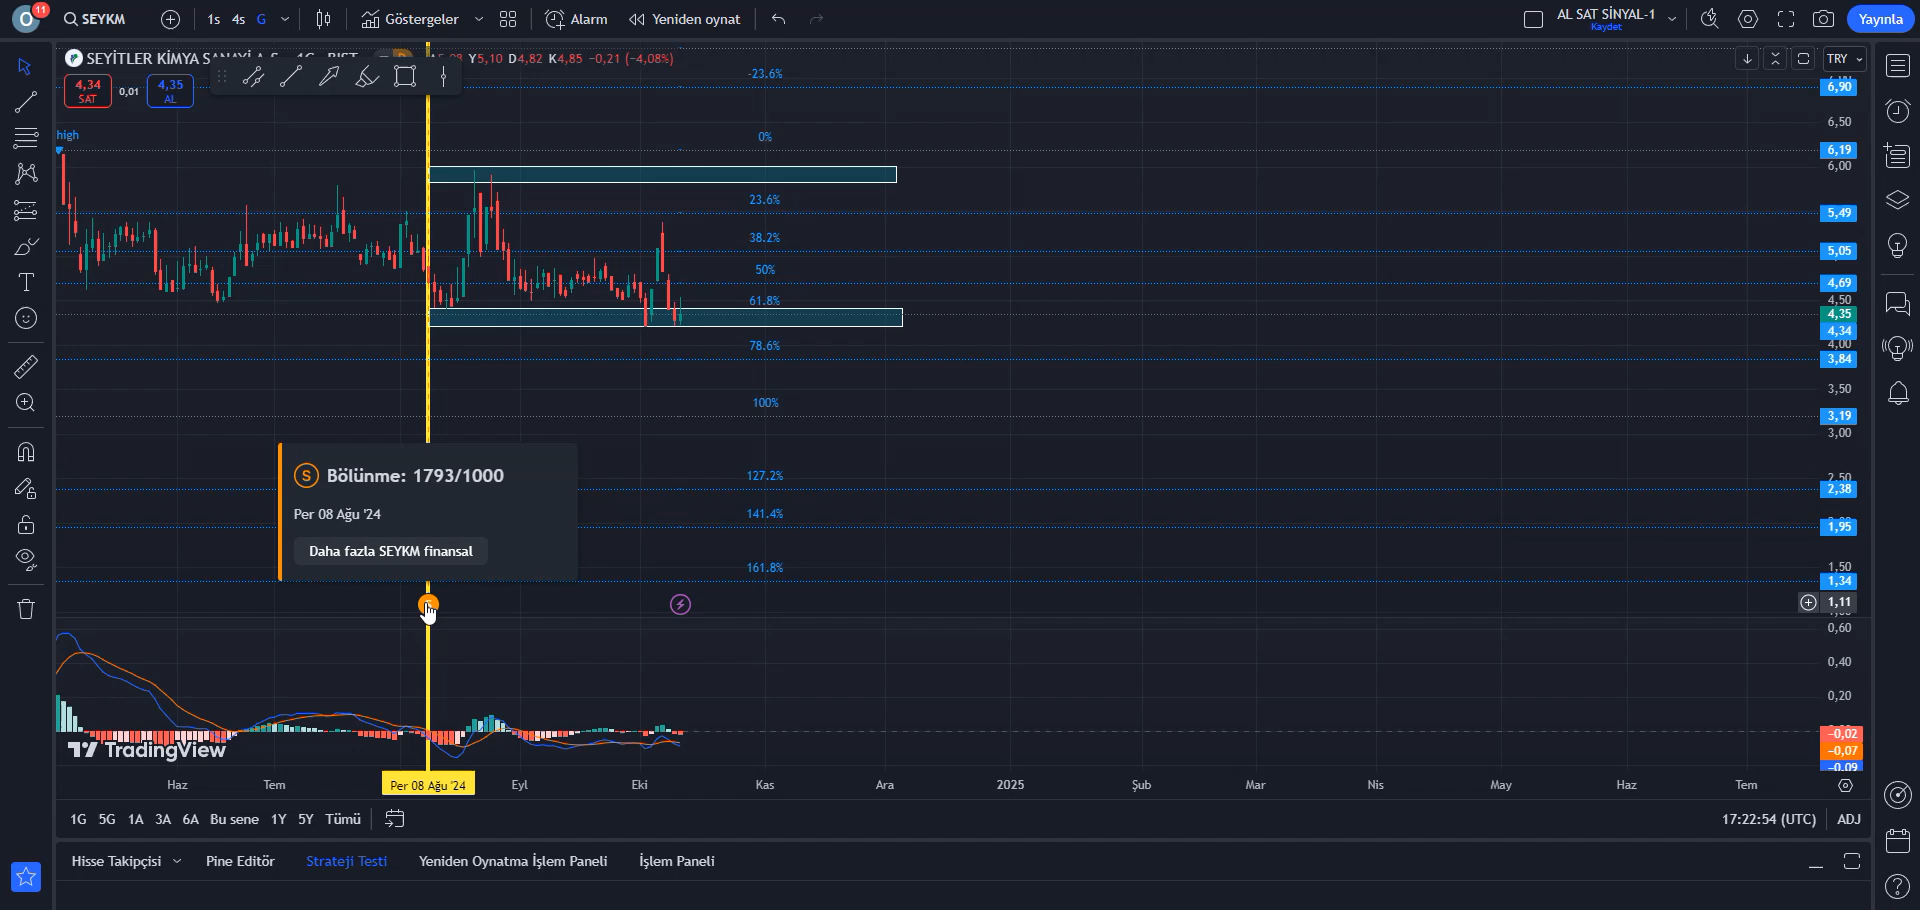 O
11
SEYKM
1s 4s G
Göstergeler
Alarm
Yeniden oynat
AL SAT SİNYAL-1
Kaydet
Yayınla
SEYİTLER KİMYA
Y5,10 D4,82 K4,85 −0,21 (−4,08%)
TRY
4,34
SAT
0,01
4,35
AL
high
-23.6%
0%
23.6%
38.2%
50%
61.8%
78.6%
100%
127.2%
141.4%
161.8%
6,90
6,50
6,19
6,00
5,49
5,05
4,69
4,50
4,35
4,34
4,00
3,84
3,50
3,19
3,00
2,50
2,38
1,95
1,50
1,34
1,11
0,60
0,40
0,20
−0,02
−0,07
−0,09
S Bölünme: 1793/1000
Per 08 Ağu '24
Daha fazla SEYKM finansal
TradingView
Haz Tem Per 08 Ağu '24 Eyl Eki Kas Ara 2025 Şub Mar Nis May Haz Tem
1G 5G 1A 3A 6A Bu sene 1Y 5Y Tümü
17:22:54 (UTC) ADJ
Hisse Takipçisi Pine Editör Strateji Testi Yeniden Oynatma İşlem Paneli İşlem Paneli